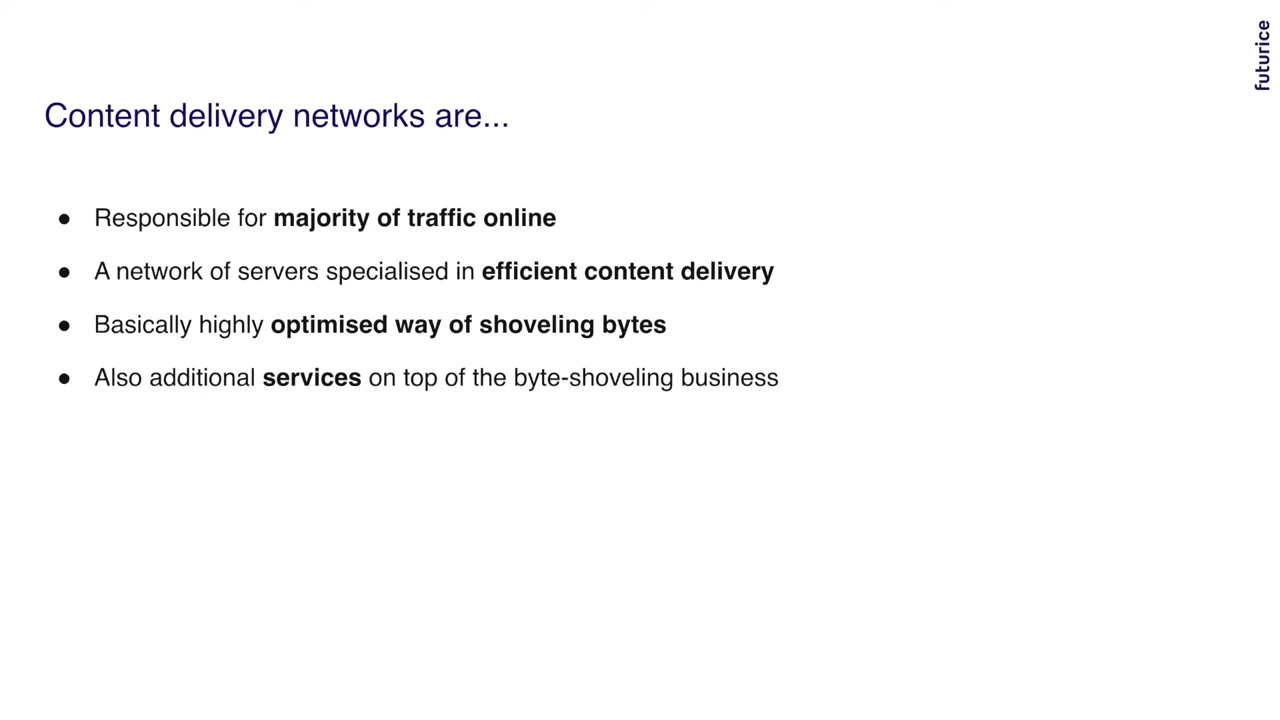 futurice
Content delivery networks are...
● Responsible for majority of traffic online
● A network of servers specialised in efficient content delivery
● Basically highly optimised way of shoveling bytes
● Also additional services on top of the byte-shoveling business